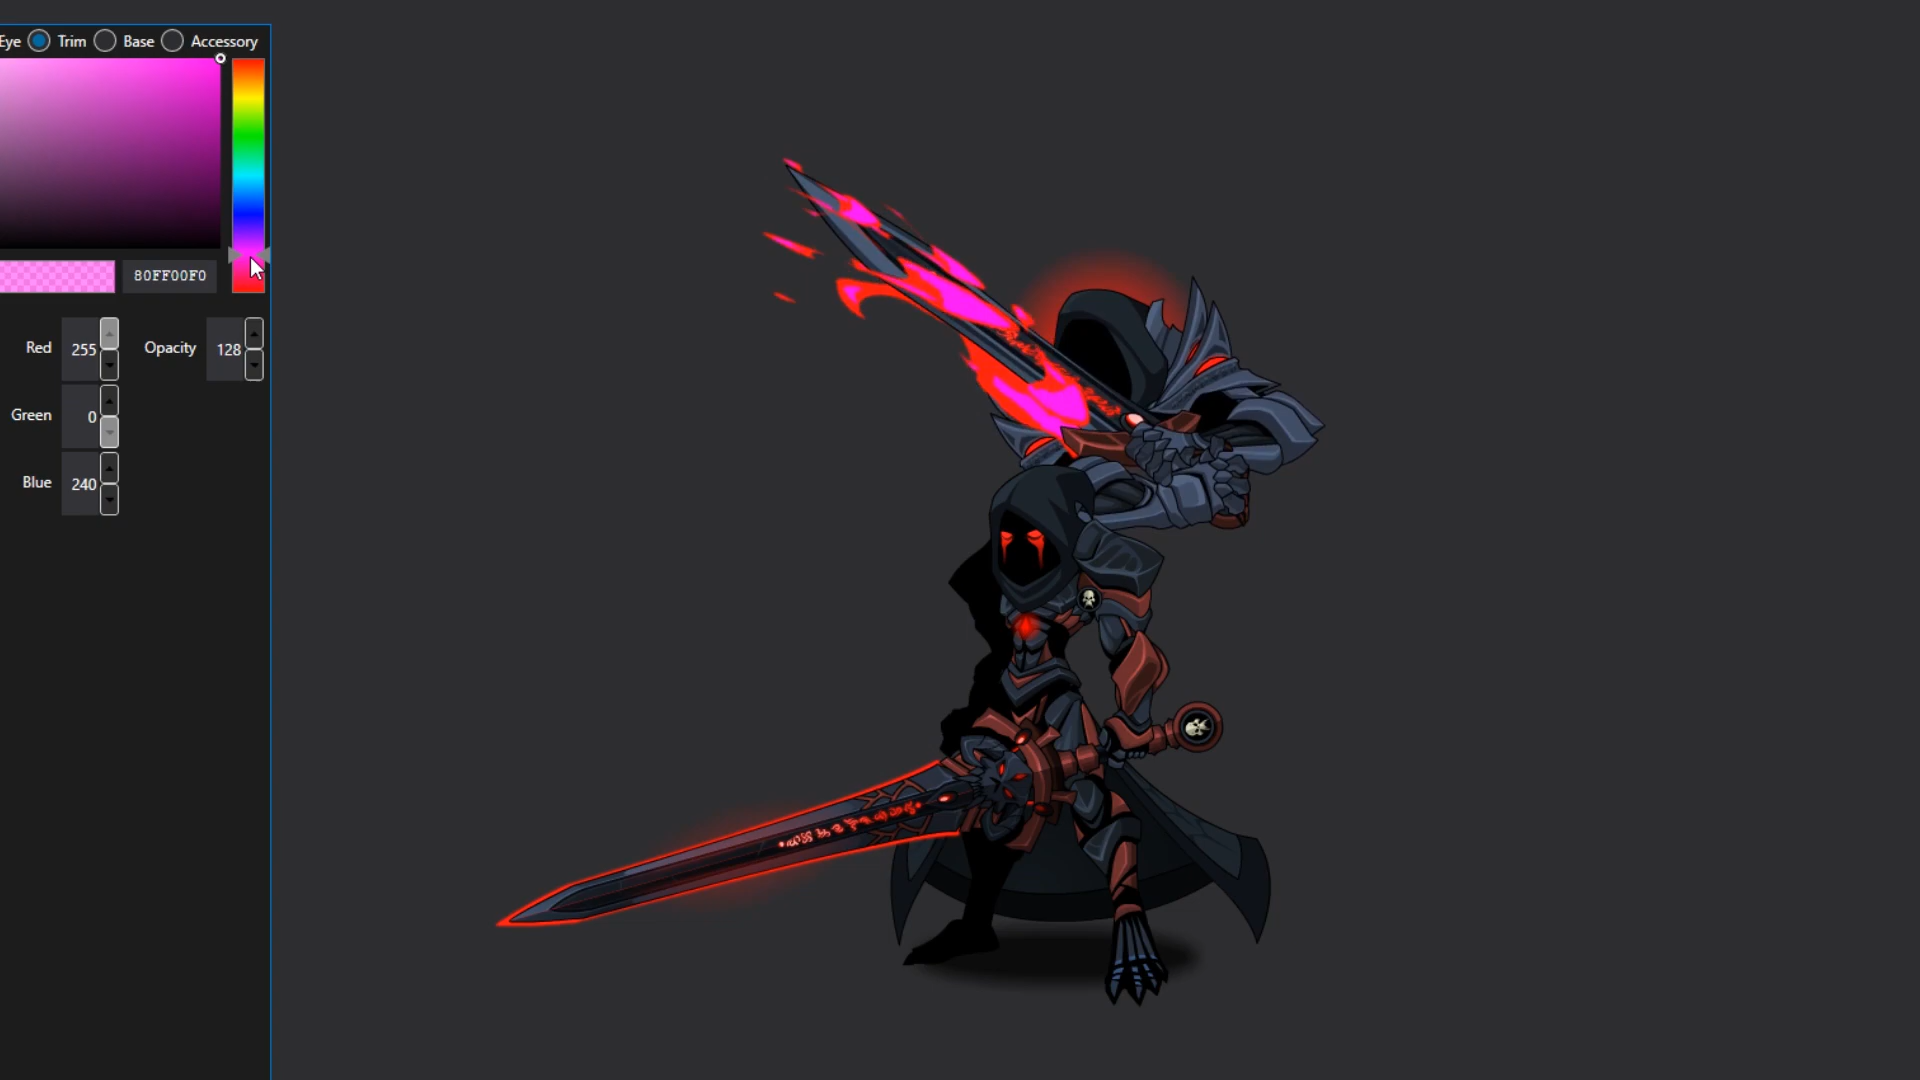 Eye Trim Base Accessory
80FF00F0
Red 255 Opacity 128
Green 0
Blue 240